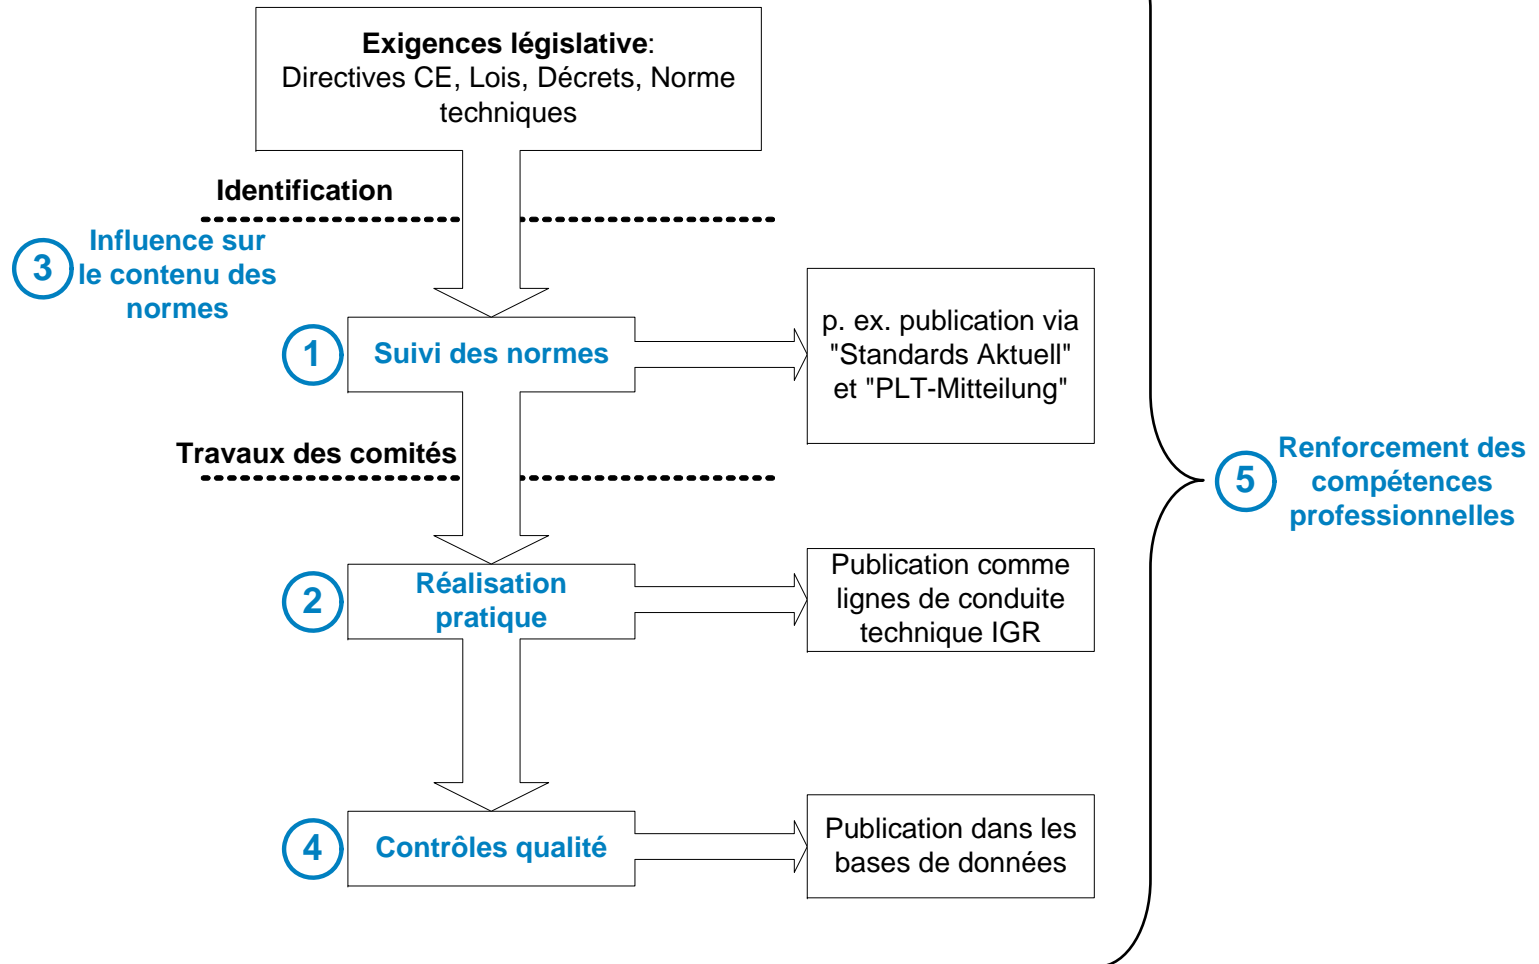 Exigences législative:
Directives CE, Lois, Décrets, Norme
techniques
Identification
3
Influence sur
le contenu des
normes
1
Suivi des normes
p. ex. publication via
"Standards Aktuell"
et "PLT-Mitteilung"
Travaux des comités
5
Renforcement des
compétences
professionnelles
2
Réalisation
pratique
Publication comme
lignes de conduite
technique IGR
4
Contrôles qualité
Publication dans les
bases de données